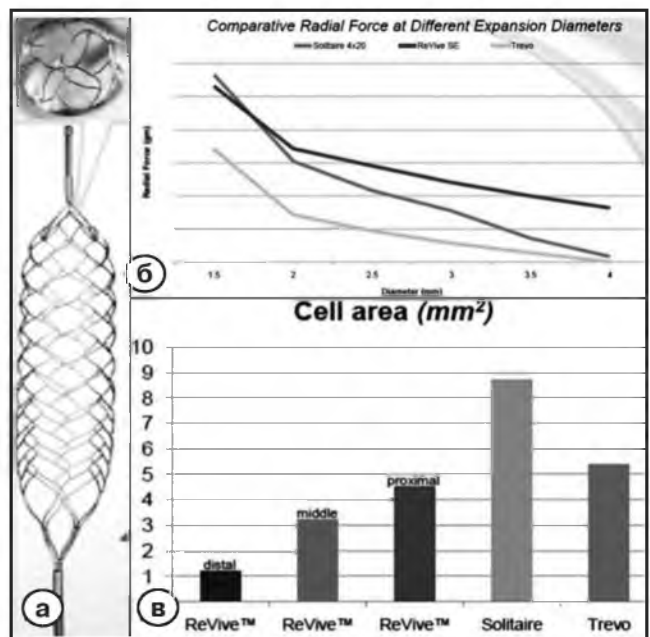 Comparative Radial Force at Different Expansion Diameters
Solitaire 4x20 ReVive SE Trevo
Radial Force (gm)
1.5 2 2.5 3 3.5 4
Diameter (mm)
б
Cell area (mm²)
10
9
8
7
6
5
4
3
2
1
distal
middle
proximal
ReVive™ ReVive™ ReVive™ Solitaire Trevo
а
в